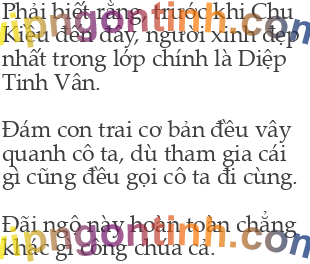 Phải biết rằng, trước khi Chu
Kiều đến đây, người xinh đẹp
nhất trong lớp chính là Diệp
Tinh Vân.
Đám con trai cơ bản đều vây
quanh cô ta, dù tham gia cái
gì cũng đều gọi cô ta đi cùng.
Đãi ngộ này hoàn toàn chẳng
khác gì công chúa cả.